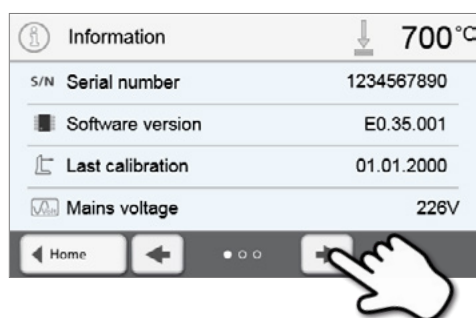 Information 700°C
S/N Serial number 1234567890
Software version E0.35.001
Last calibration 01.01.2000
Mains voltage 226V
Home